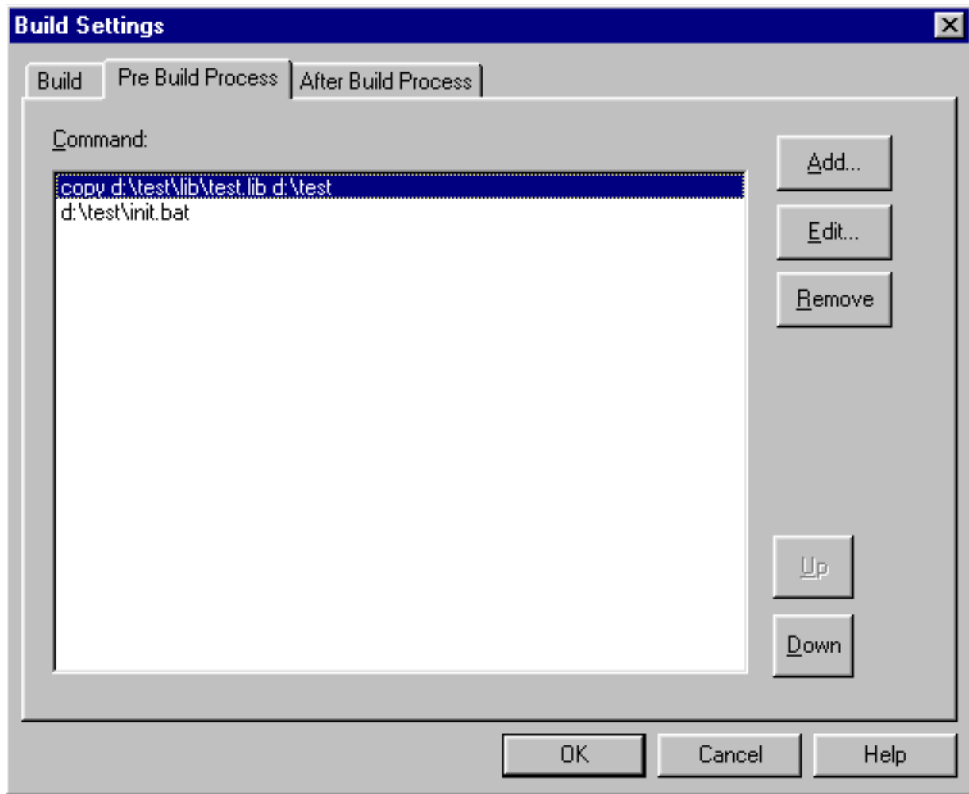 Build Settings
Build
Pre Build Process
After Build Process
Command:
copy d:\test\lib\test.lib d:\test
d:\test\init.bat
Add...
Edit...
Remove
Up
Down
OK
Cancel
Help